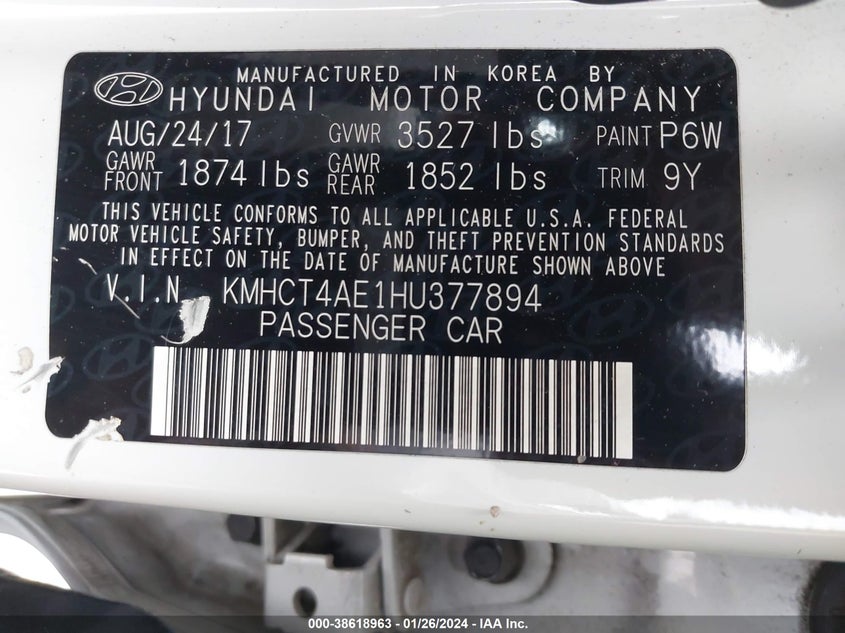 MANUFACTURED IN KOREA BY
HYUNDAI MOTOR COMPANY
AUG/24/17 GVWR 3527 lbs PAINT P6W
GAWR FRONT 1874 lbs GAWR REAR 1852 lbs TRIM 9Y
THIS VEHICLE CONFORMS TO ALL APPLICABLE U.S.A. FEDERAL
MOTOR VEHICLE SAFETY, BUMPER, AND THEFT PREVENTION STANDARDS
IN EFFECT ON THE DATE OF MANUFACTURE SHOWN ABOVE
V.I.N. KMHCT4AE1HU377894
PASSENGER CAR
000-38618963 - 01/26/2024 - IAA Inc.